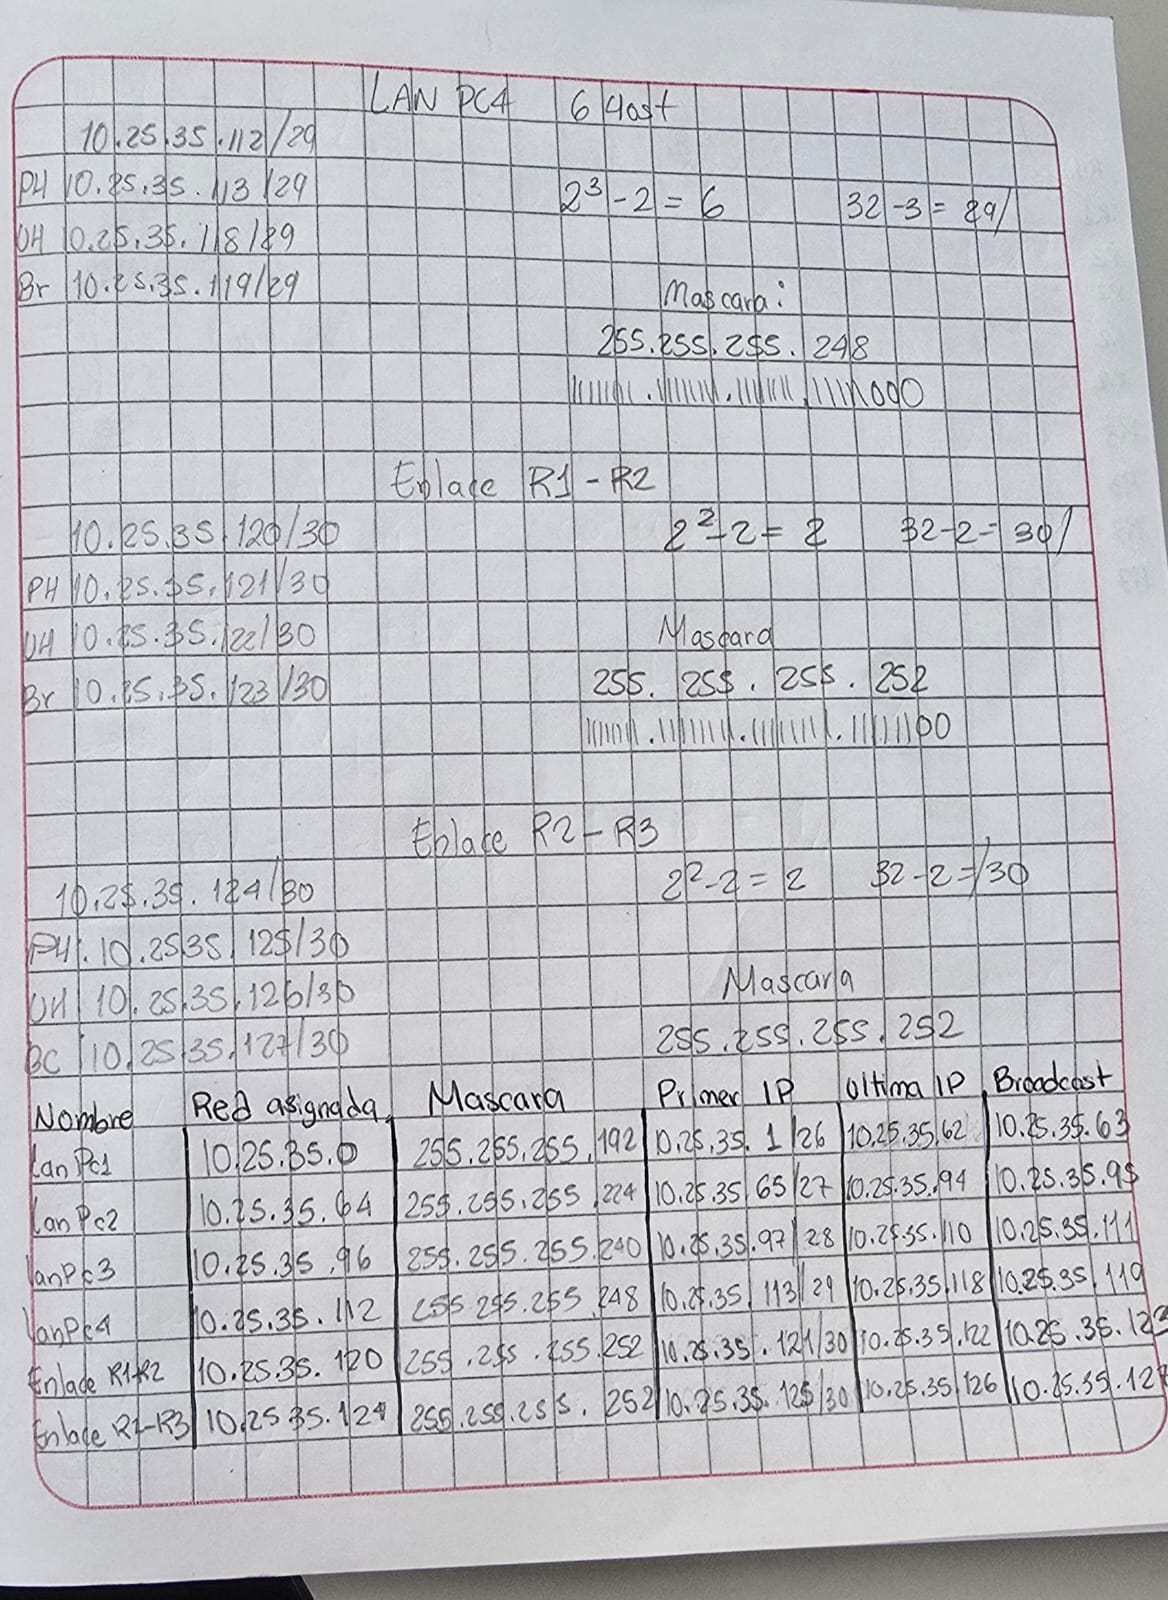 LAN PC4 6 Host
10.25.35.112/29
PH 10.25.35.113/29 2³-2=6 32-3=29/
UH 10.25.35.118/29
Br 10.25.35.119/29 Mascara:
255.255.255.248
11111111.11111111.11111111.11111000
Enlace R1-R2
10.25.35.120/30 2²-2=2 32-2=30/
PH 10.25.35.121/30
UH 10.25.35.122/30 Mascara
Br 10.25.35.123/30 255.255.255.252
11111111.11111111.11111111.11111100
Enlace R2-R3
10.25.35.124/30 2²-2=2 32-2=/30
PH. 10.2535.125/30
UH 10.25.35.126/30 Mascara
BC 10.25.35.127/30 255.255.255.252
Nombre Red asignada Mascara Primer IP Ultima IP Broadcast
Lan Pc1 10.25.35.0 255.255.255.192 10.25.35.1/26 10.25.35.62 10.25.35.63
Lan Pc2 10.25.35.64 255.255.255.224 10.25.35.65/27 10.25.35.94 10.25.35.95
LanPc3 10.25.35.96 255.255.255.240 10.25.35.97/28 10.25.35.110 10.25.35.111
LanPc4 10.25.35.112 255.255.255.248 10.25.35.113/29 10.25.35.118 10.25.35.119
Enlace R1-R2 10.25.35.120 255.255.255.252 10.25.35.121/30 10.25.35.122 10.25.35.123
Enlace R2-R3 10.25.35.124 255.255.255.252 10.25.35.125/30 10.25.35.126 10.25.35.127